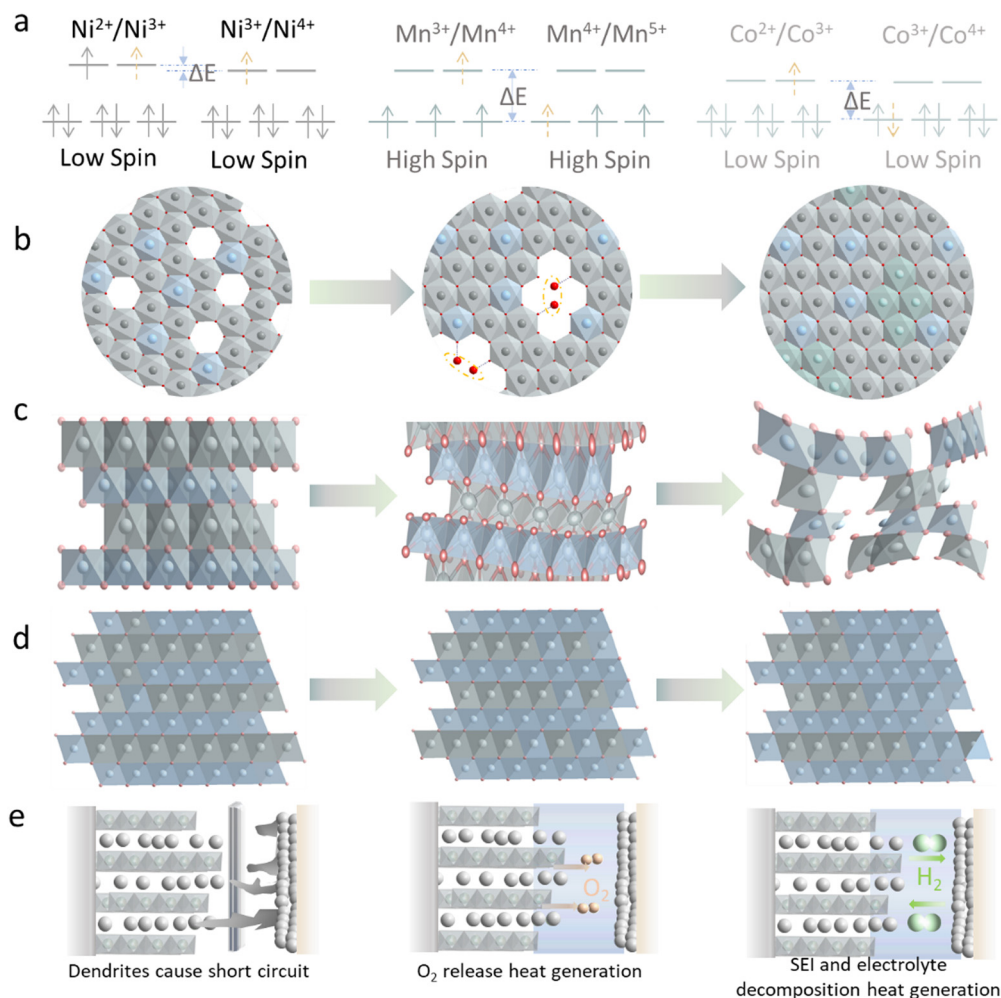 a
Ni2+/Ni3+ Ni3+/Ni4+ Mn3+/Mn4+ Mn4+/Mn5+ Co2+/Co3+ Co3+/Co4+
ΔE ΔE ΔE
Low Spin Low Spin High Spin High Spin Low Spin Low Spin
b
c
d
e
O2 H2
Dendrites cause short circuit
O2 release heat generation
SEI and electrolyte
decomposition heat generation